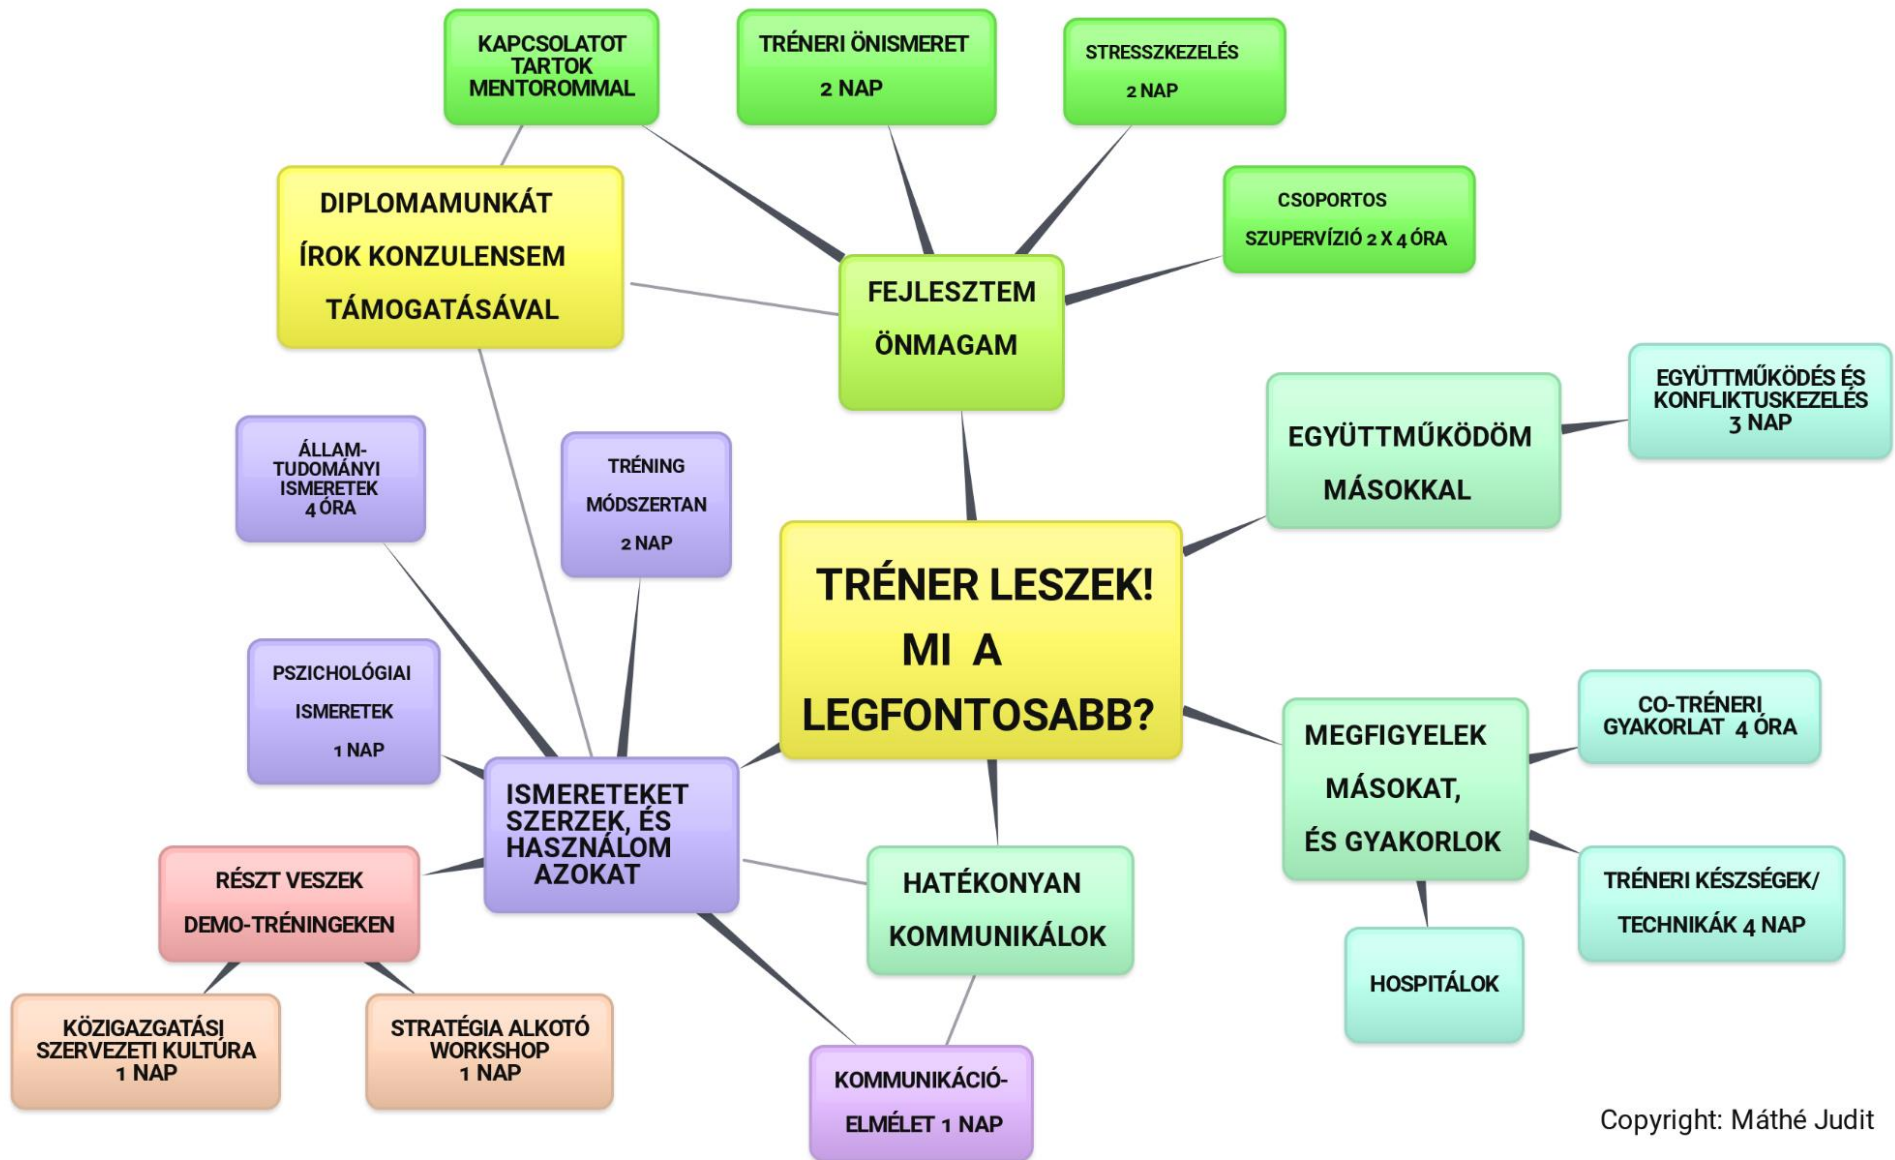 KAPCSOLATOT
TARTOK
MENTOROMMAL
TRÉNERI ÖNISMERET
2 NAP
STRESSZKEZELÉS
2 NAP
DIPLOMAMUNKÁT
ÍROK KONZULENSEM
TÁMOGATÁSÁVAL
CSOPORTOS
SZUPERVÍZIÓ 2 X 4 ÓRA
FEJLESZTEM
ÖNMAGAM
EGYÜTTMŰKÖDÉS ÉS
KONFLIKTUSKEZELÉS
3 NAP
EGYÜTTMŰKÖDÖM
MÁSOKKAL
ÁLLAM-
TUDOMÁNYI
ISMERETEK
4 ÓRA
TRÉNING
MÓDSZERTAN
2 NAP
TRÉNER LESZEK!
MI A
LEGFONTOSABB?
PSZICHOLÓGIAI
ISMERETEK
1 NAP
CO-TRÉNERI
GYAKORLAT 4 ÓRA
MEGFIGYELEK
MÁSOKAT,
ÉS GYAKORLOK
ISMERETEKET
SZERZEK, ÉS
HASZNÁLOM
AZOKAT
RÉSZT VESZEK
DEMO-TRÉNINGEKEN
HATÉKONYAN
KOMMUNIKÁLOK
TRÉNERI KÉSZSÉGEK/
TECHNIKÁK 4 NAP
HOSPITÁLOK
KÖZIGAZGATÁSI
SZERVEZETI KULTÚRA
1 NAP
STRATÉGIA ALKOTÓ
WORKSHOP
1 NAP
KOMMUNIKÁCIÓ-
ELMÉLET 1 NAP
Copyright: Máthé Judit